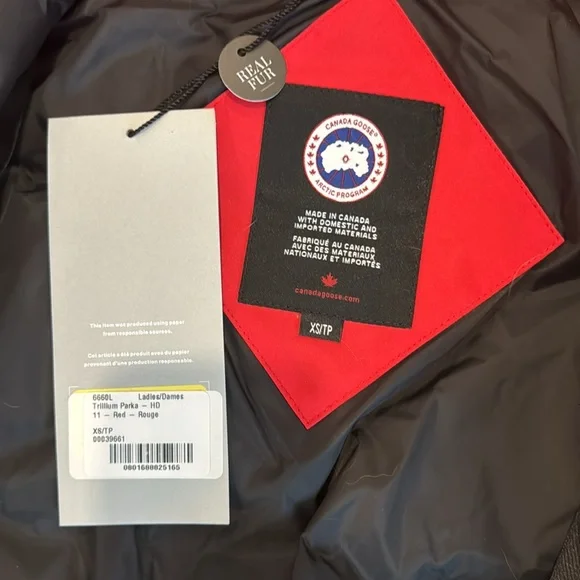 REAL
FUR
CANADA GOOSE®
ARCTIC PROGRAM
MADE IN CANADA
WITH DOMESTIC AND
IMPORTED MATERIALS
FABRIQUÉ AU CANADA
AVEC DES MATÉRIAUX
NATIONAUX ET IMPORTÉS
canadagoose.com
XS/TP
This item was produced using paper
from responsible sources.
Cet article a été produit avec du papier
d'une production responsable.
6660L Ladies/Dames
Trillium Parka - HD
11 - Red - Rouge
XS/TP
00039661
0001600025165